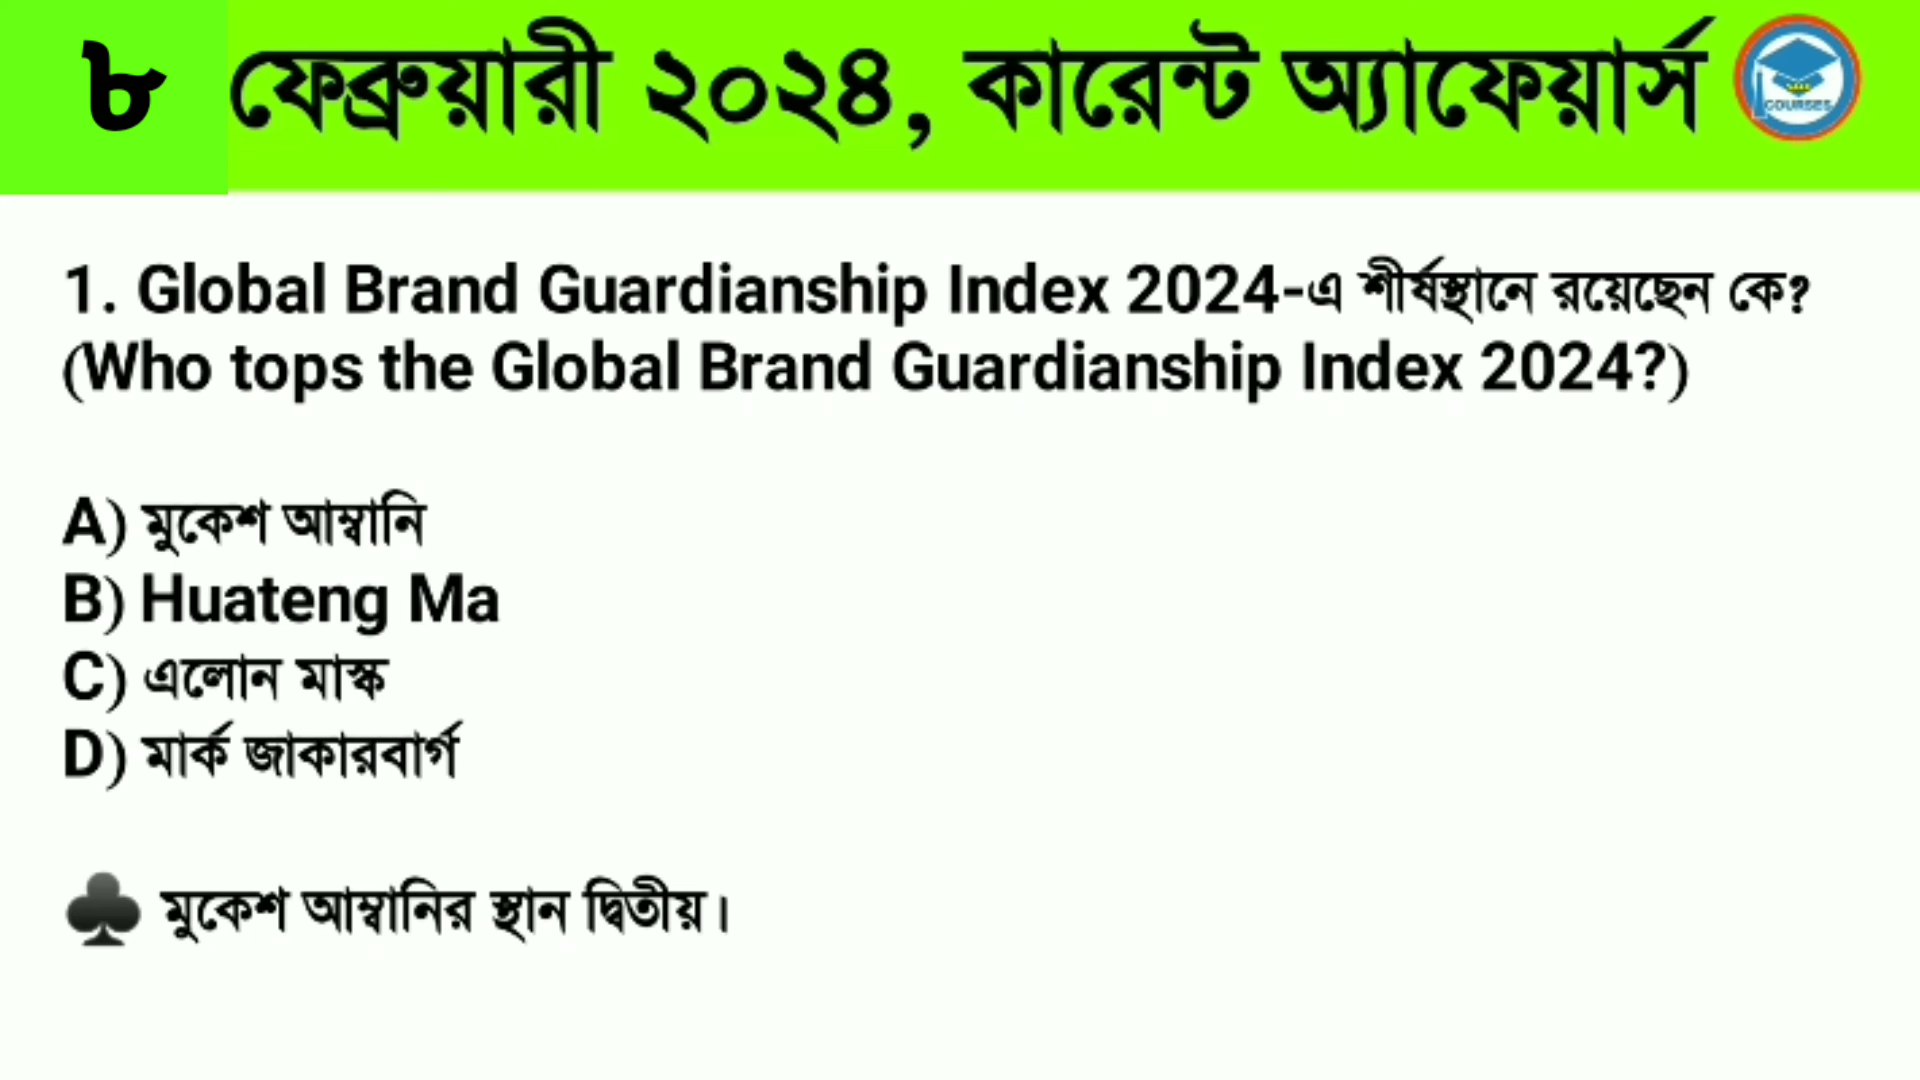 ৮ ফেব্রুয়ারী ২০২৪, কারেন্ট অ্যাফেয়ার্স
COURSES
1. Global Brand Guardianship Index 2024-এ শীর্ষস্থানে রয়েছেন কে?
(Who tops the Global Brand Guardianship Index 2024?)
A) মুকেশ আম্বানি
B) Huateng Ma
C) এলোন মাস্ক
D) মার্ক জাকারবার্গ
♣ মুকেশ আম্বানির স্থান দ্বিতীয়।